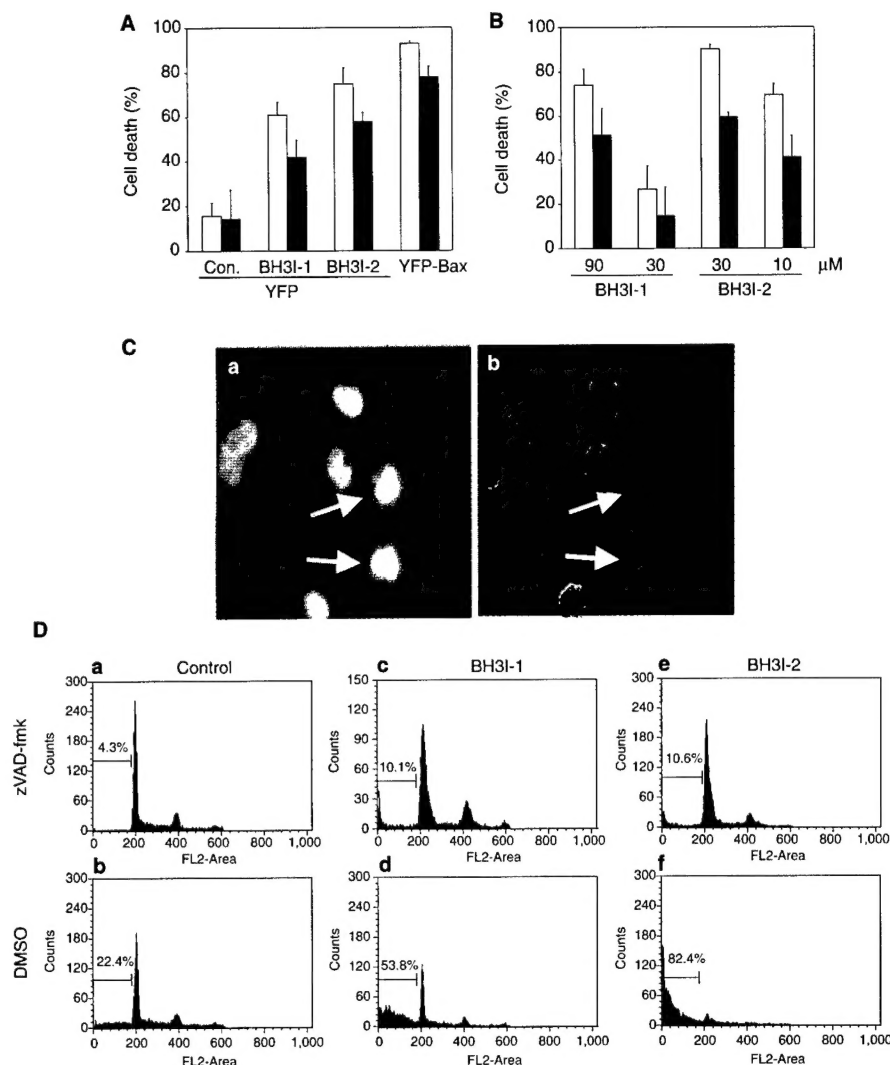 A
100
80
60
40
20
0
Cell death (%)
Con. BH3I-1 BH3I-2 YFP-Bax
YFP
B
100
80
60
40
20
0
Cell death (%)
90 30 30 10 μM
BH3I-1 BH3I-2
C
a b
D
zVAD-fmk
DMSO
a Control
300
240
180
120
60
0
Counts
4.3%
0 200 400 600 800 1,000
FL2-Area
c BH3I-1
150
120
90
60
30
0
Counts
10.1%
0 200 400 600 800 1,000
FL2-Area
e BH3I-2
300
240
180
120
60
0
Counts
10.6%
0 200 400 600 800 1,000
FL2-Area
b
300
240
180
120
60
0
Counts
22.4%
0 200 400 600 800 1,000
FL2-Area
d
300
240
180
120
60
0
Counts
53.8%
0 200 400 600 800 1,000
FL2-Area
f
300
240
180
120
60
0
Counts
82.4%
0 200 400 600 800 1,000
FL2-Area